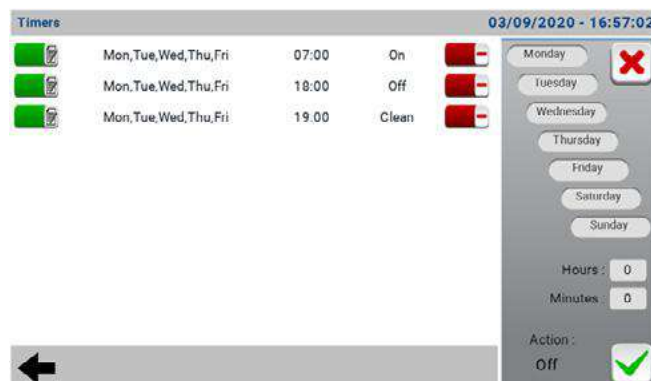 Timers 03/09/2020 - 16:57:02
Mon,Tue,Wed,Thu,Fri 07:00 On
Mon,Tue,Wed,Thu,Fri 18:00 Off
Mon,Tue,Wed,Thu,Fri 19.00 Clean
Monday
Tuesday
Wednesday
Thursday
Friday
Saturday
Sunday
Hours : 0
Minutes 0
Action :
Off